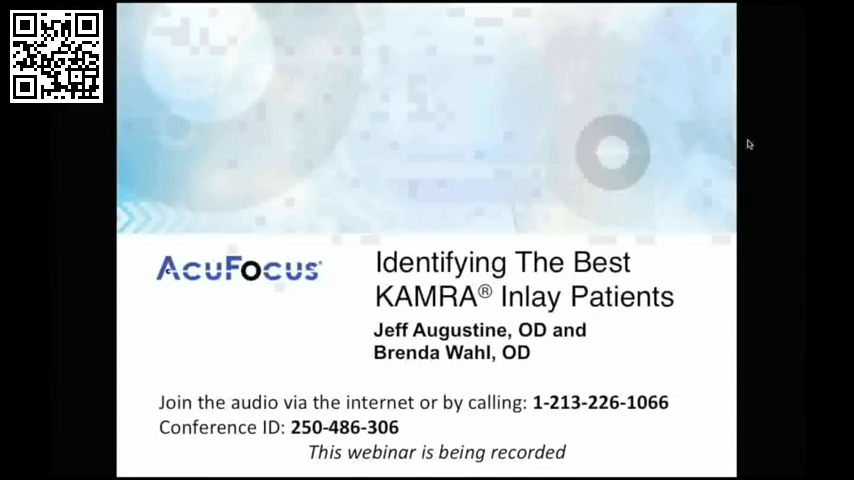 AcuFocus®
Identifying The Best
KAMRA® Inlay Patients
Jeff Augustine, OD and
Brenda Wahl, OD
Join the audio via the internet or by calling: 1-213-226-1066
Conference ID: 250-486-306
This webinar is being recorded